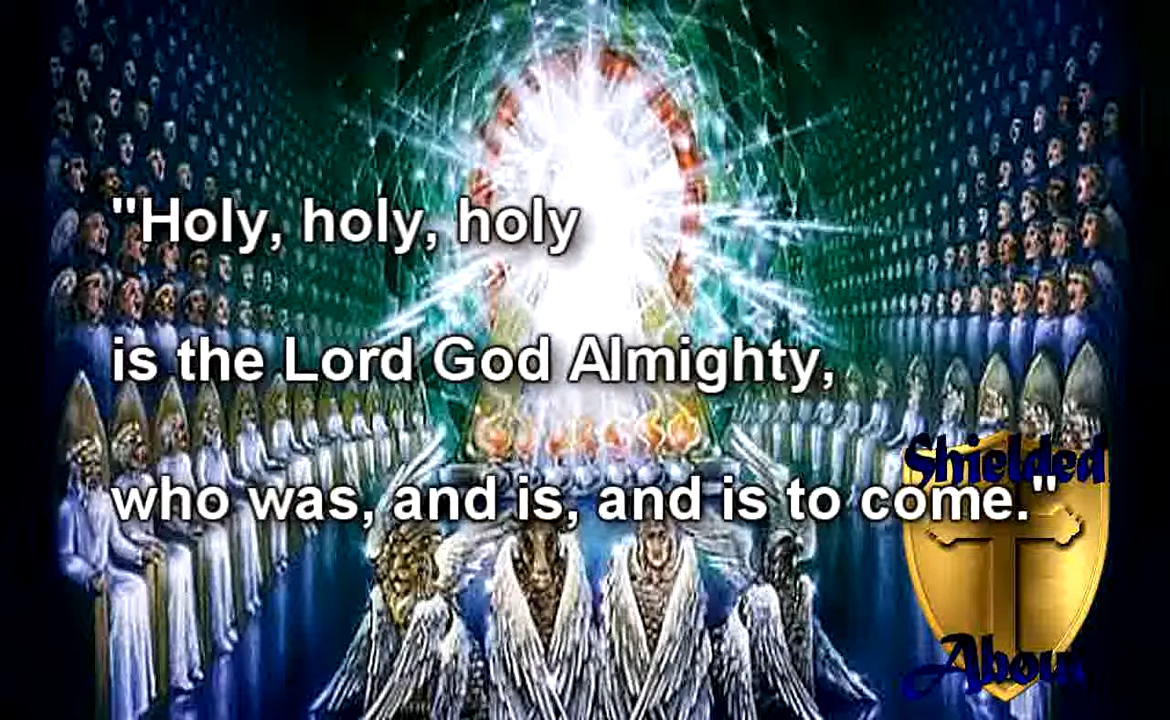 "Holy, holy, holy
is the Lord God Almighty,
who was, and is, and is to come."
Shielded
About